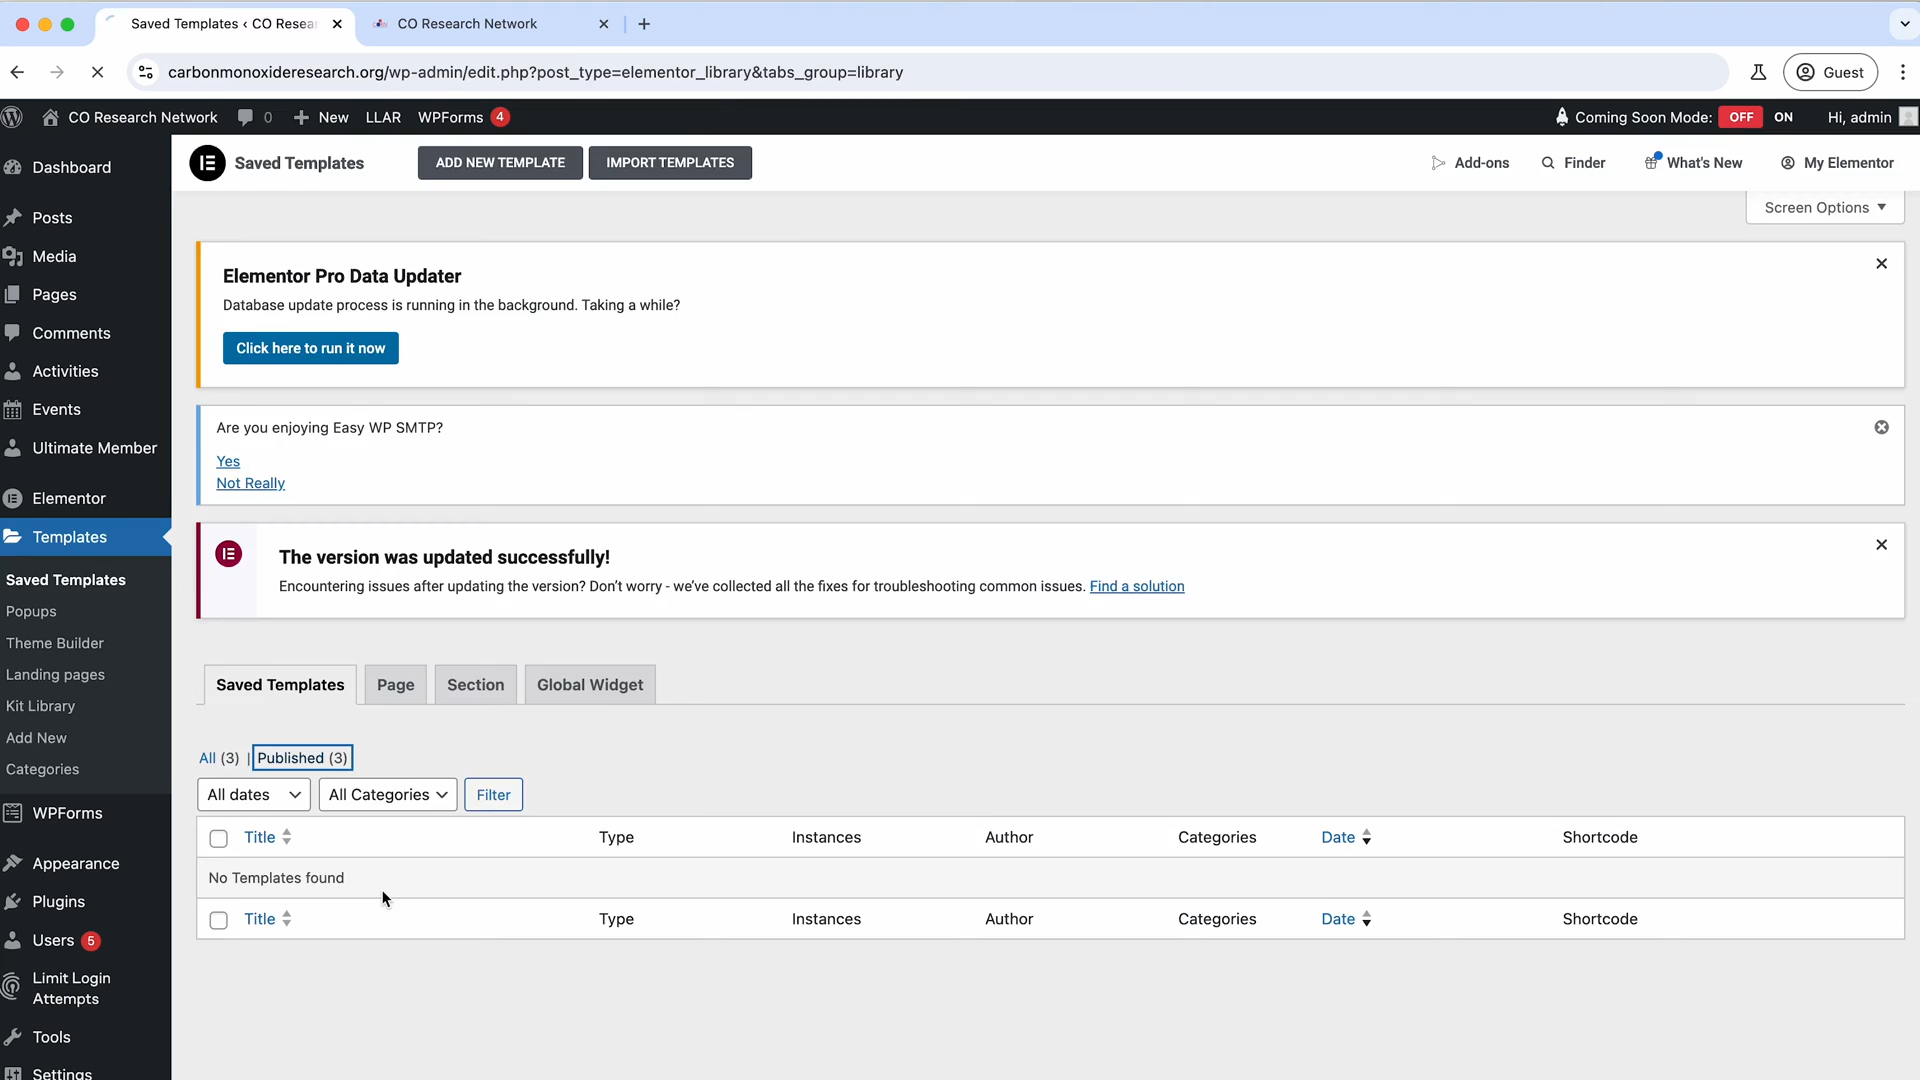 Saved Templates ‹ CO Resear
CO Research Network
carbonmonoxideresearch.org/wp-admin/edit.php?post_type=elementor_library&tabs_group=library
Guest
CO Research Network
0
New
LLAR
WPForms 4
Coming Soon Mode: OFF ON
Hi, admin
Dashboard
Posts
Media
Pages
Comments
Activities
Events
Ultimate Member
Elementor
Templates
Saved Templates
Popups
Theme Builder
Landing pages
Kit Library
Add New
Categories
WPForms
Appearance
Plugins
Users 5
Limit Login
Attempts
Tools
Settings
Saved Templates
ADD NEW TEMPLATE
IMPORT TEMPLATES
Add-ons
Finder
What's New
My Elementor
Screen Options
Elementor Pro Data Updater
Database update process is running in the background. Taking a while?
Click here to run it now
Are you enjoying Easy WP SMTP?
Yes
Not Really
The version was updated successfully!
Encountering issues after updating the version? Don't worry - we've collected all the fixes for troubleshooting common issues. Find a solution
Saved Templates
Page
Section
Global Widget
All (3) | Published (3)
All dates
All Categories
Filter
Title Type Instances Author Categories Date Shortcode
No Templates found
Title Type Instances Author Categories Date Shortcode